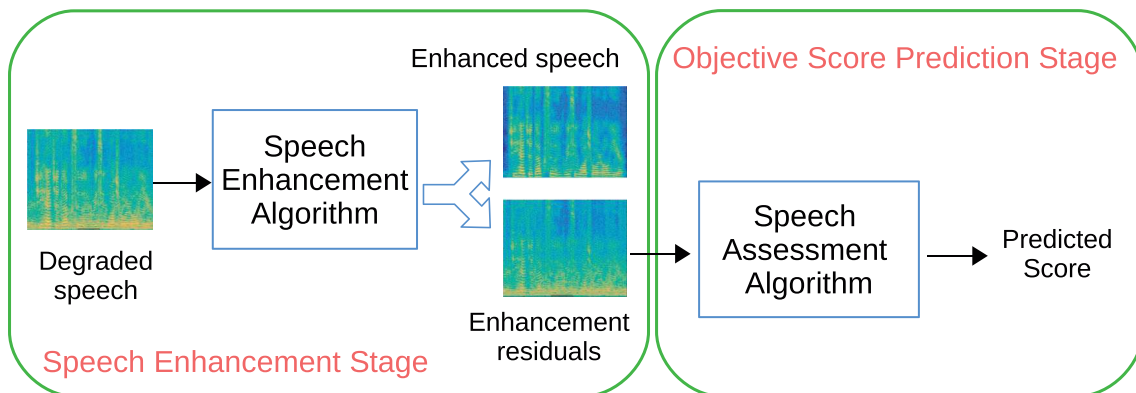 Degraded
speech
Speech
Enhancement
Algorithm
Enhanced speech
Enhancement
residuals
Speech Enhancement Stage
Objective Score Prediction Stage
Speech
Assessment
Algorithm
Predicted
Score